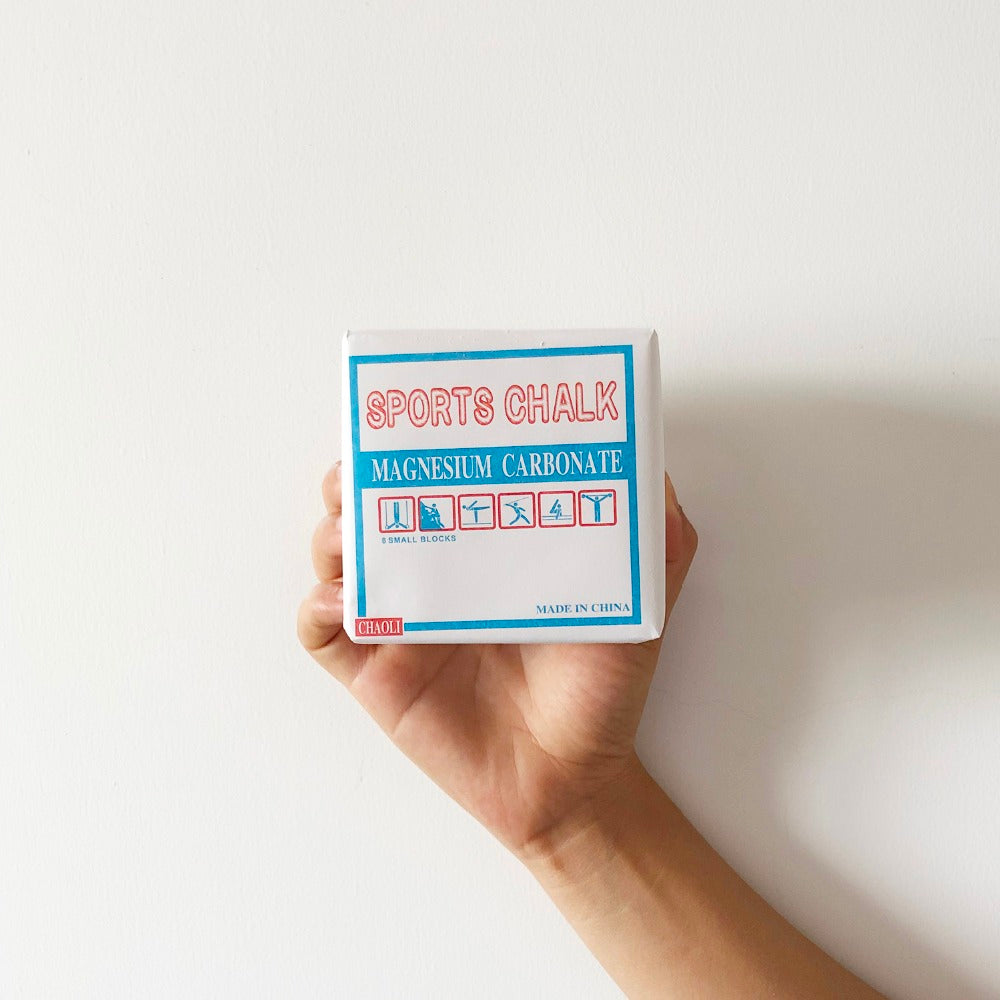 SPORTS CHALK
MAGNESIUM CARBONATE
8 SMALL BLOCKS
MADE IN CHINA
CHAOLI